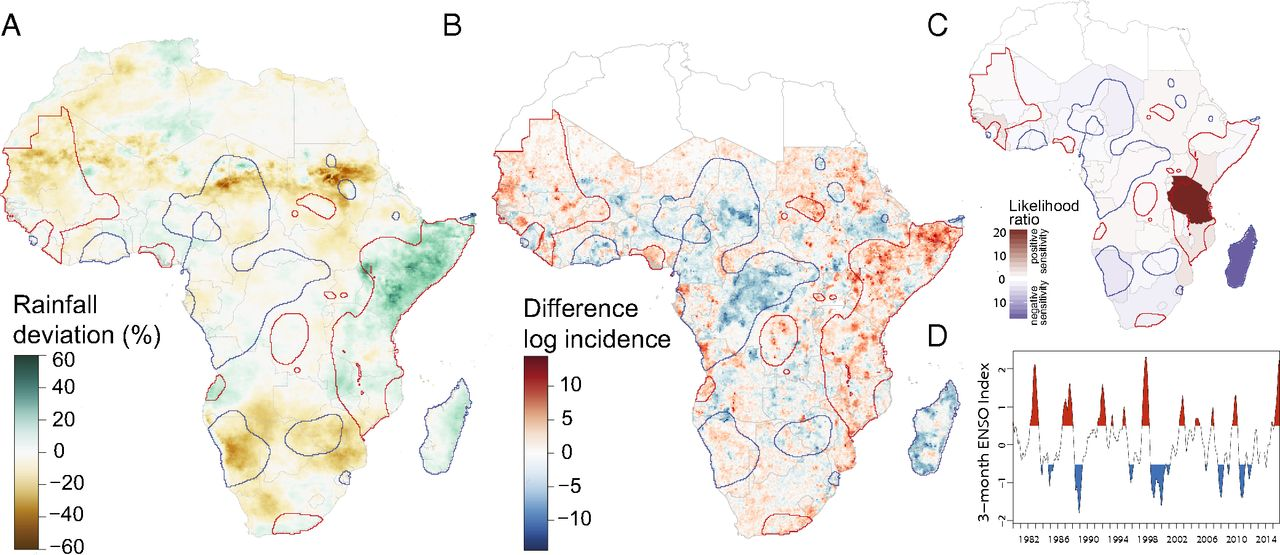 A
Rainfall
deviation (%)
60
40
20
0
−20
−40
−60
B
Difference
log incidence
10
5
0
−5
−10
C
Likelihood
ratio
20
10
0
10
positive
sensitivity
negative
sensitivity
D
3-month ENSO Index
2
1
0
−1
−2
1982
1986
1990
1994
1998
2002
2006
2010
2014